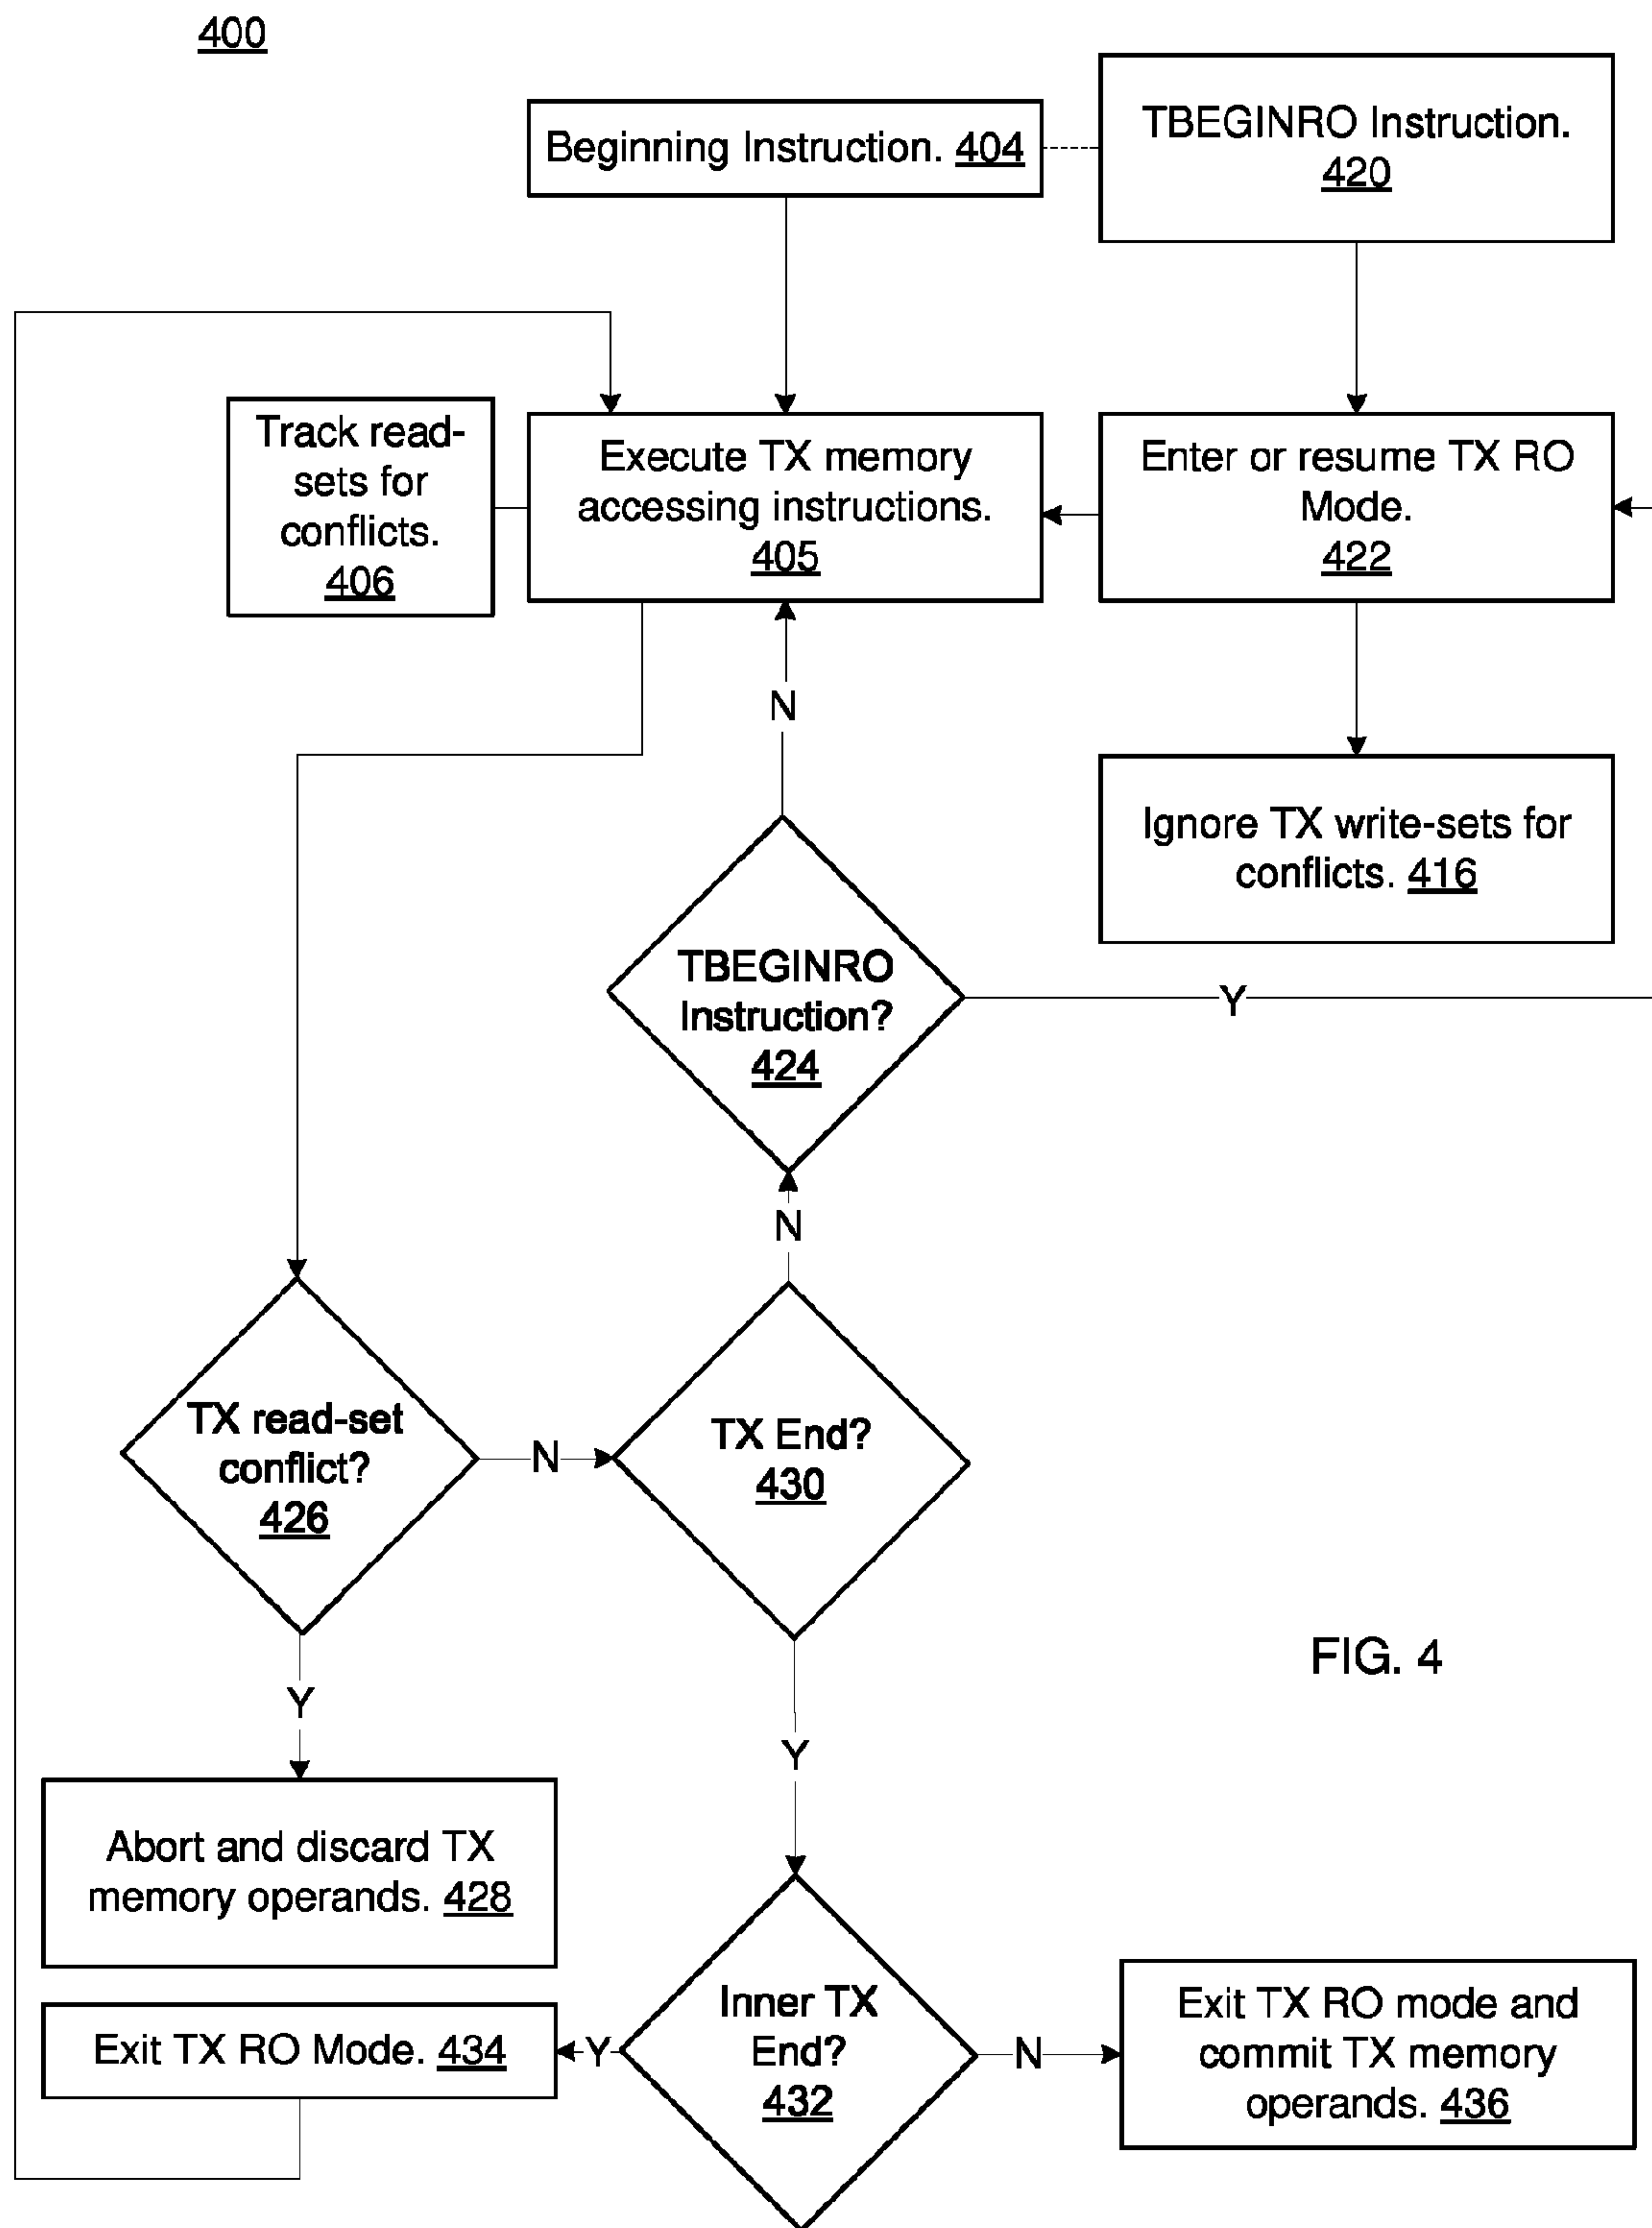 400
Beginning Instruction. 404
TBEGINRO Instruction.
420
Track read-
sets for
conflicts.
406
Execute TX memory
accessing instructions.
405
Enter or resume TX RO
Mode.
422
N
Ignore TX write-sets for
conflicts. 416
TBEGINRO
Instruction?
424
Y
N
TX read-set
conflict?
426
N
TX End?
430
FIG. 4
Y
Y
Abort and discard TX
memory operands. 428
Exit TX RO Mode. 434
Y
Inner TX
End?
432
N
Exit TX RO mode and
commit TX memory
operands. 436